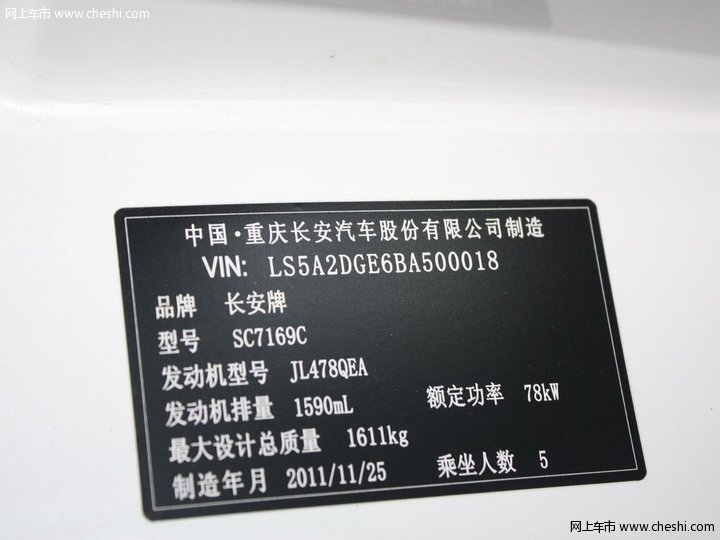 网上车市 www.cheshi.com
中国·重庆长安汽车股份有限公司制造
VIN: LS5A2DGE6BA500018
品牌 长安牌
型号 SC7169C
发动机型号 JL478QEA
发动机排量 1590mL 额定功率 78kW
最大设计总质量 1611kg
制造年月 2011/11/25 乘坐人数 5
网上车市 www.cheshi.com